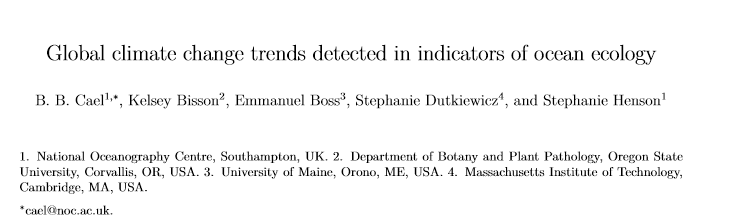 Global climate change trends detected in indicators of ocean ecology
B. B. Cael¹,*, Kelsey Bisson², Emmanuel Boss³, Stephanie Dutkiewicz⁴, and Stephanie Henson¹
1. National Oceanography Centre, Southampton, UK. 2. Department of Botany and Plant Pathology, Oregon State
University, Corvallis, OR, USA. 3. University of Maine, Orono, ME, USA. 4. Massachusetts Institute of Technology,
Cambridge, MA, USA.
*cael@noc.ac.uk.